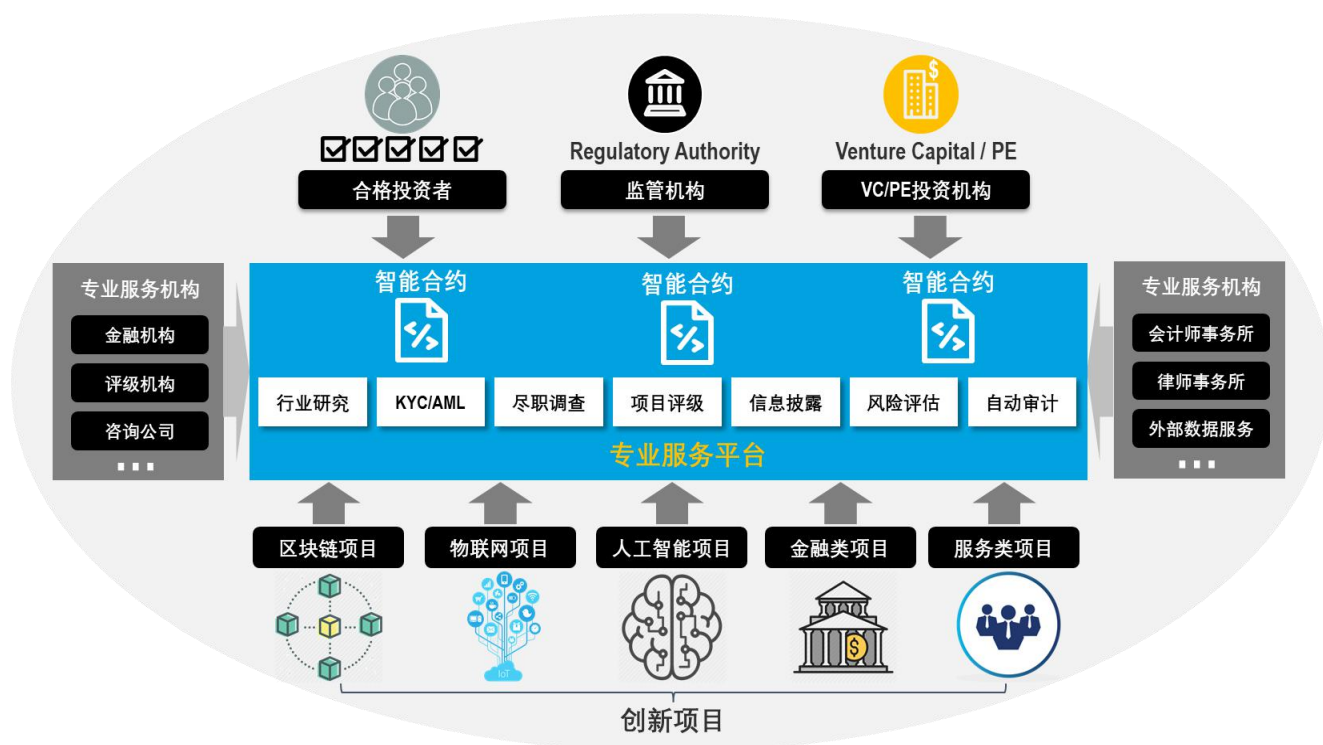 Regulatory Authority
Venture Capital / PE
合格投资者
监管机构
VC/PE投资机构
专业服务机构
金融机构
评级机构
咨询公司
智能合约
智能合约
智能合约
行业研究
KYC/AML
尽职调查
项目评级
信息披露
风险评估
自动审计
专业服务平台
专业服务机构
会计师事务所
律师事务所
外部数据服务
区块链项目
物联网项目
人工智能项目
金融类项目
服务类项目
IoT
创新项目